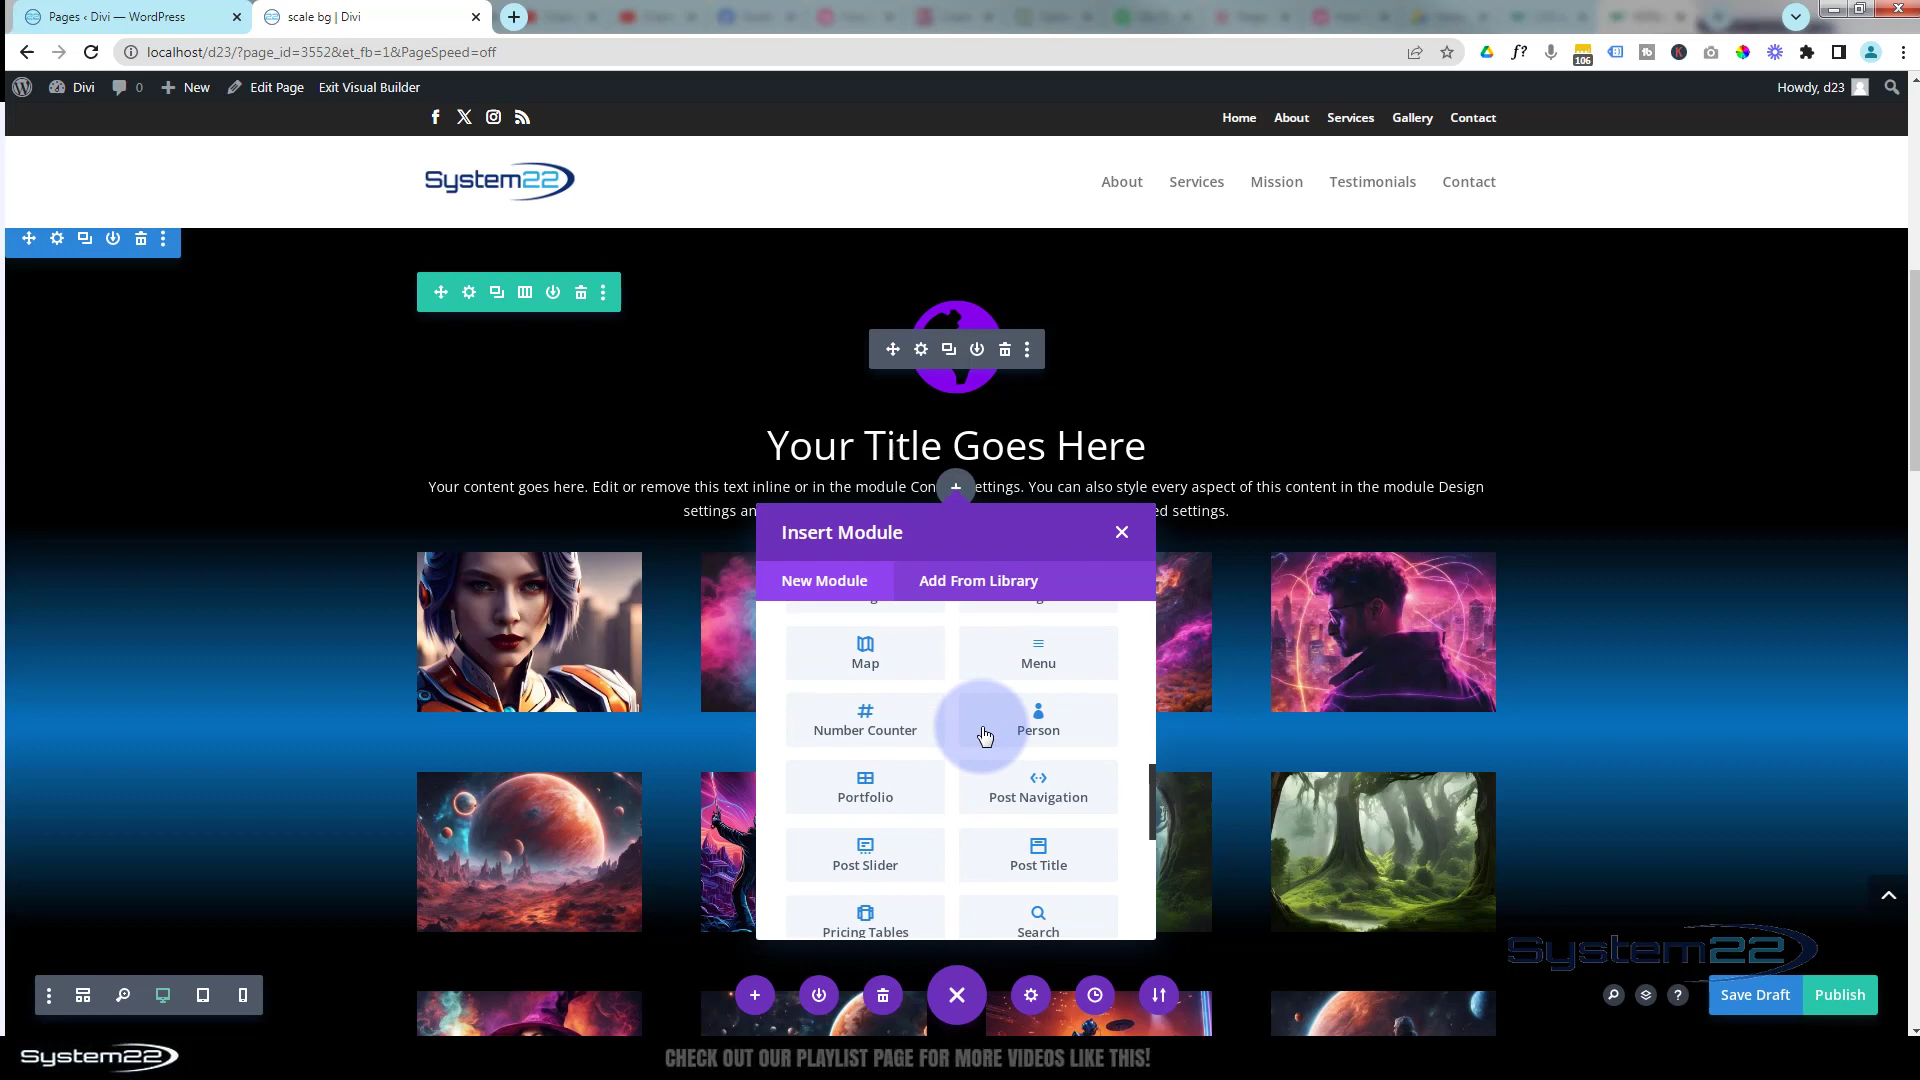 Pages ‹ Divi — WordPress
scale bg | Divi
localhost/d23/?page_id=3552&et_fb=1&PageSpeed=off
106
Divi
0
New
Edit Page
Exit Visual Builder
Howdy, d23
Home
About
Services
Gallery
Contact
System22
About
Services
Mission
Testimonials
Contact
Your Title Goes Here
Your content goes here. Edit or remove this text inline or in the module Con ettings. You can also style every aspect of this content in the module Design
settings an ed settings.
Insert Module
New Module
Add From Library
Map
Menu
Number Counter
Person
Portfolio
Post Navigation
Post Slider
Post Title
Pricing Tables
Search
System22
Save Draft
Publish
System22
CHECK OUT OUR PLAYLIST PAGE FOR MORE VIDEOS LIKE THIS!